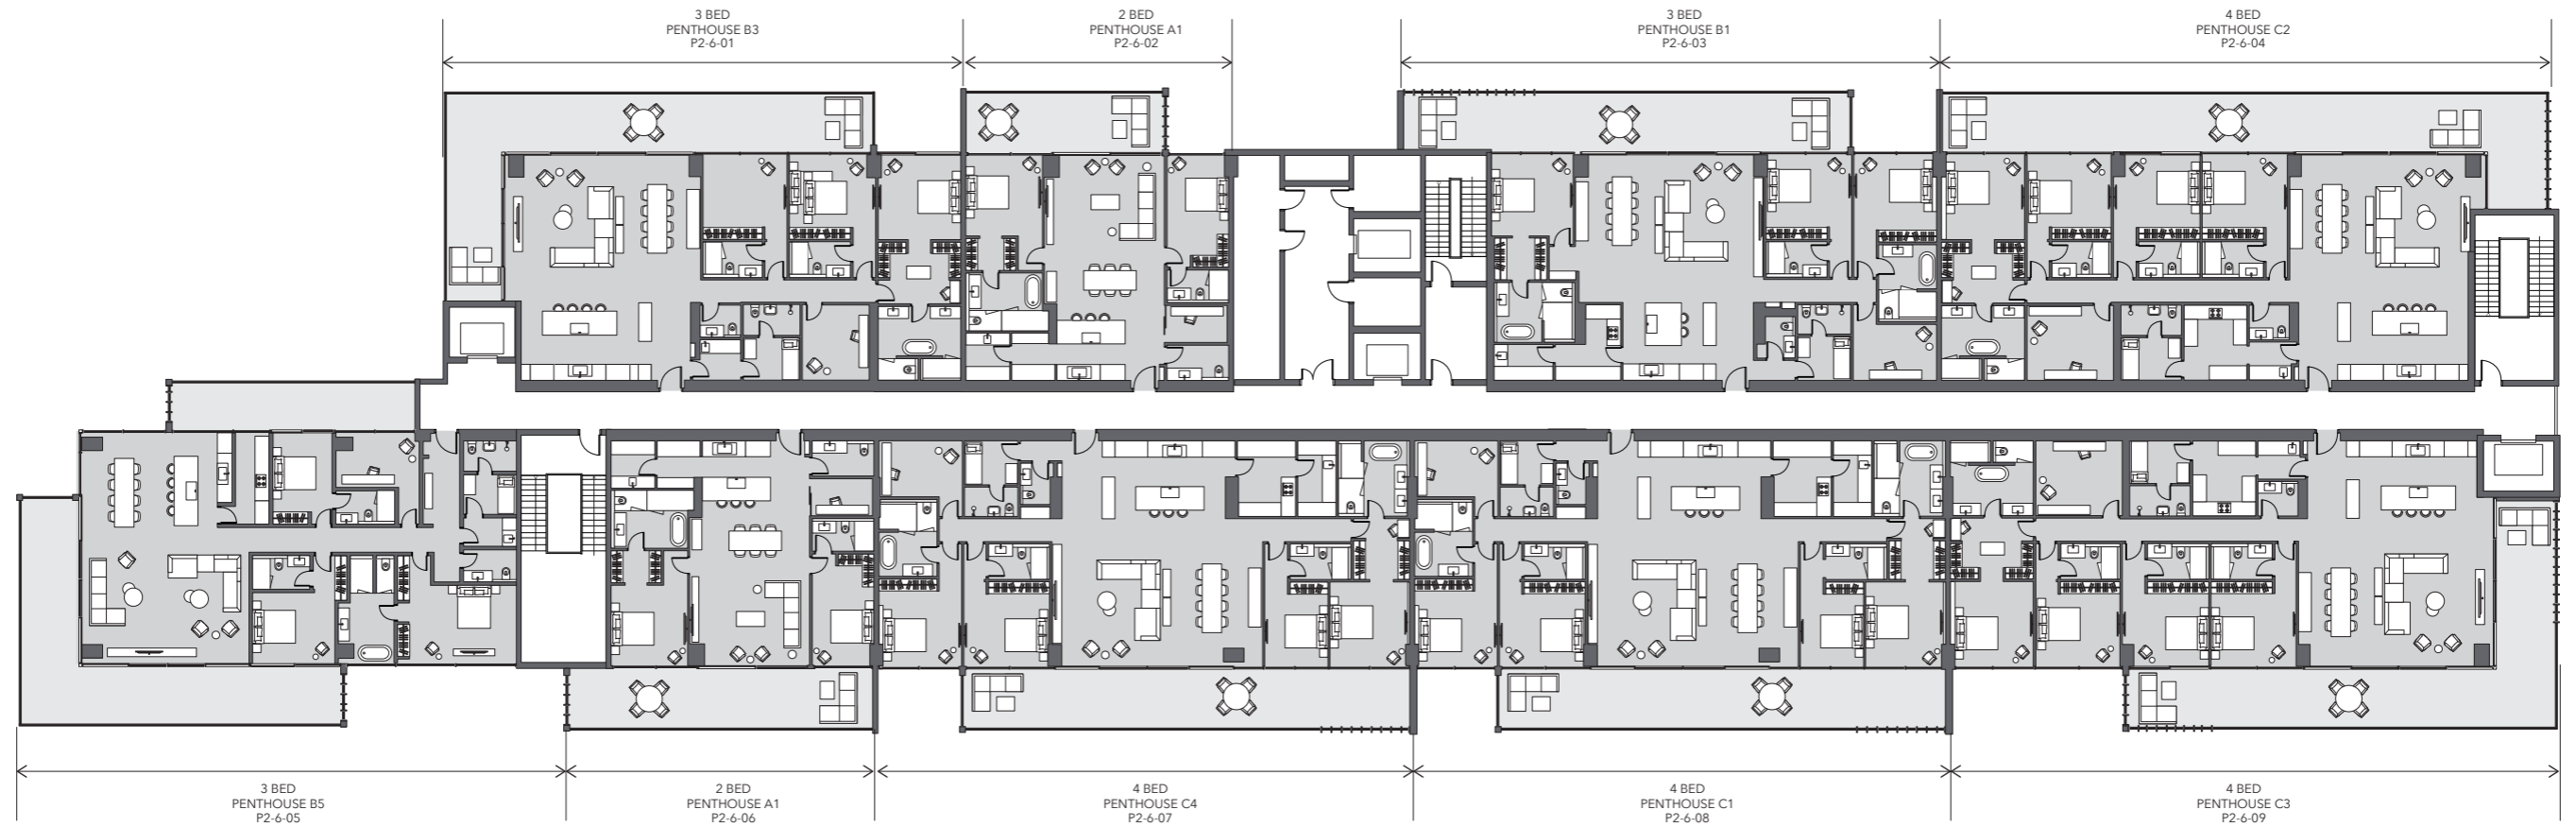 3 BED
PENTHOUSE B3
P2-6-01
2 BED
PENTHOUSE A1
P2-6-02
3 BED
PENTHOUSE B1
P2-6-03
4 BED
PENTHOUSE C2
P2-6-04
3 BED
PENTHOUSE B5
P2-6-05
2 BED
PENTHOUSE A1
P2-6-06
4 BED
PENTHOUSE C4
P2-6-07
4 BED
PENTHOUSE C1
P2-6-08
4 BED
PENTHOUSE C3
P2-6-09